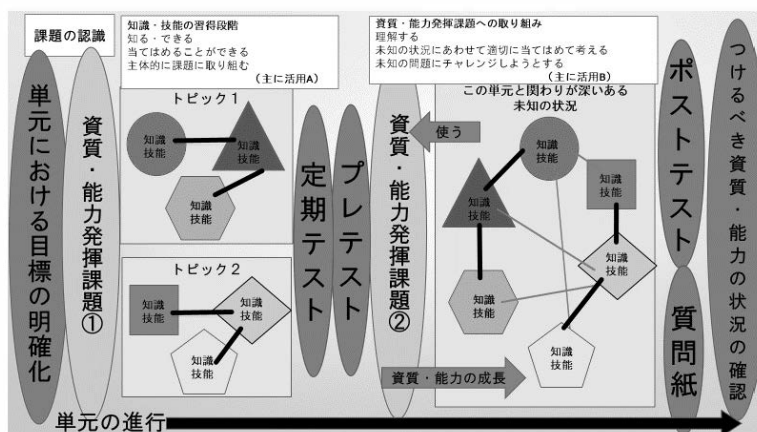 課題の認識
知識・技能の習得段階
知る・できる
当てはめることができる
主体的に課題に取り組む
(主に活用A)
資質・能力発揮課題への取り組み
理解する
未知の状況にあわせて適切に当てはめて考える
未知の問題にチャレンジしようとする
(主に活用B)
単元における目標の明確化
資質・能力発揮課題①
トピック1
知識
技能
知識
技能
知識
技能
トピック2
知識
技能
知識
技能
知識
技能
定期テスト
プレテスト
資質・能力発揮課題②
使う
この単元と関わりが深いある
未知の状況
知識
技能
知識
技能
知識
技能
知識
技能
知識
技能
知識
技能
資質・能力の成長
ポストテスト
質問紙
つけるべき資質・能力の状況の確認
単元の進行